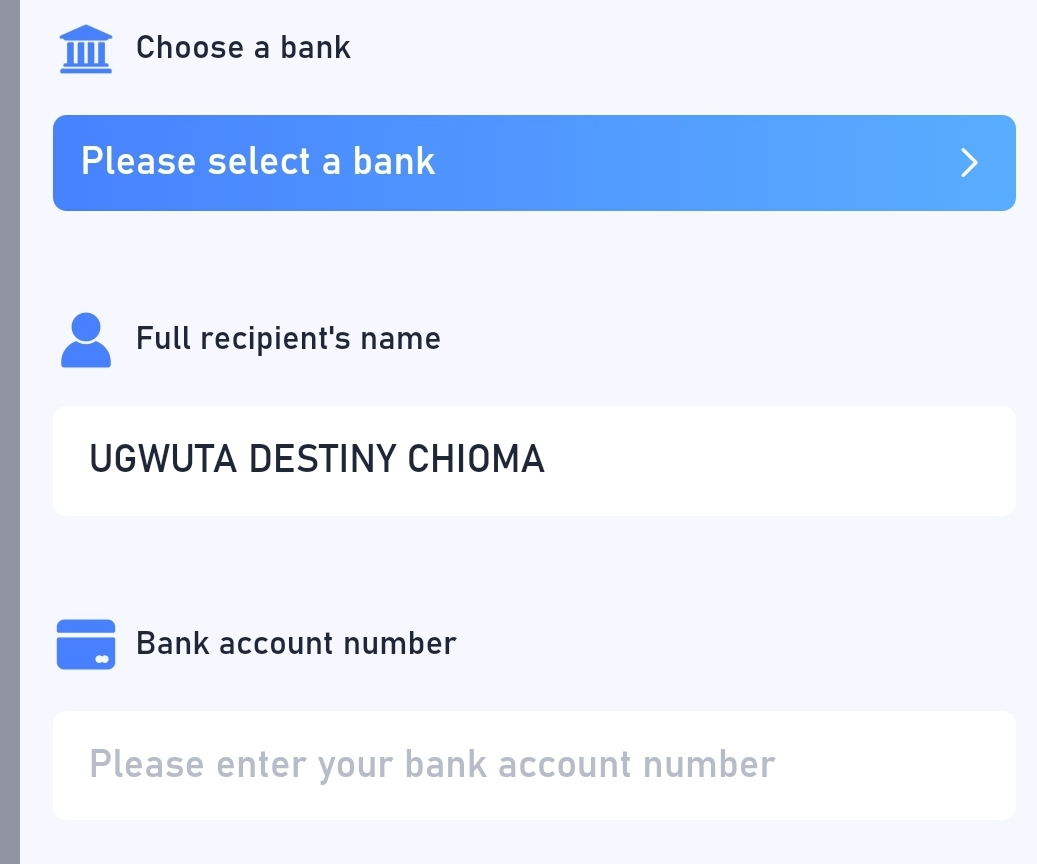 Choose a bank
Please select a bank
Full recipient's name
UGWUTA DESTINY CHIOMA
Bank account number
Please enter your bank account number